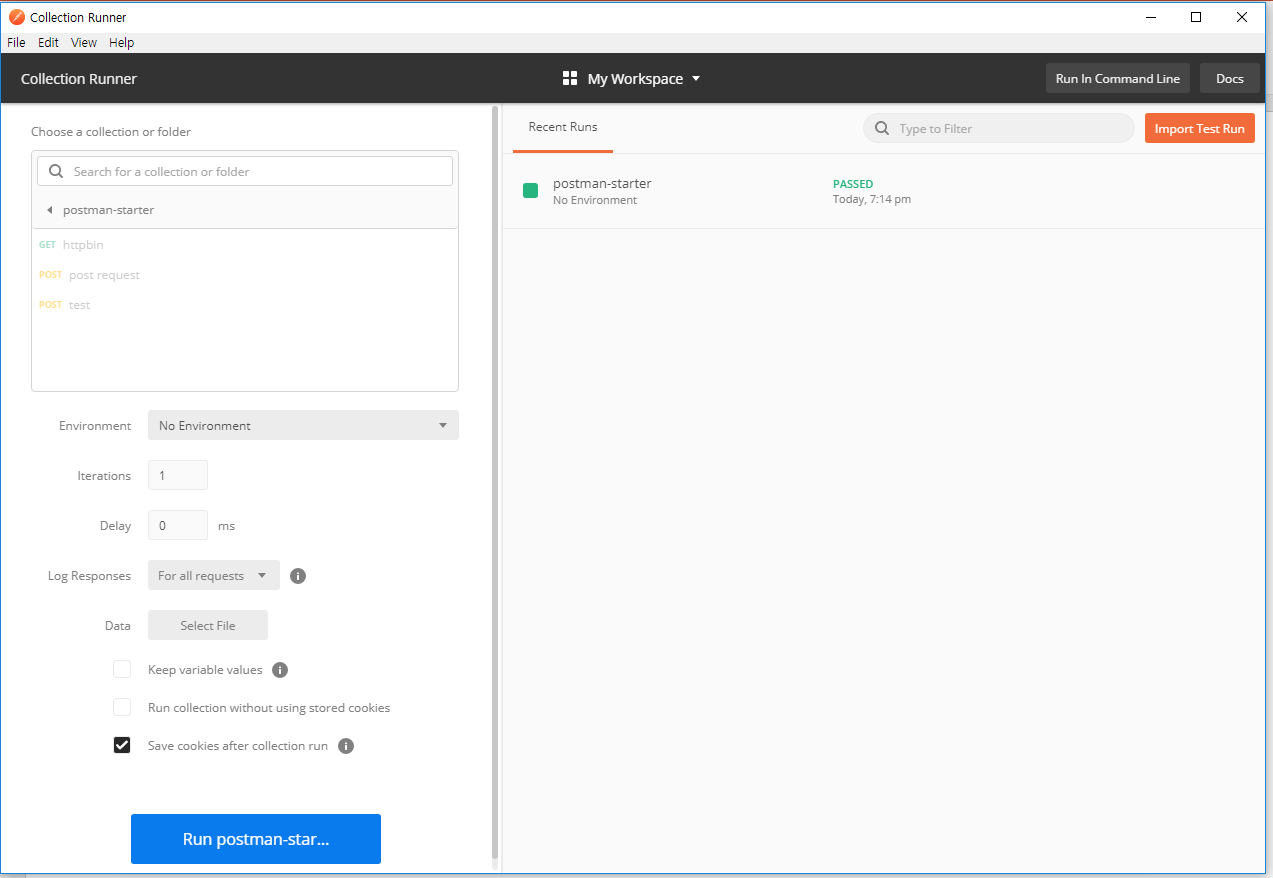 Collection Runner
File Edit View Help
Collection Runner
My Workspace
Run In Command Line
Docs
Choose a collection or folder
Search for a collection or folder
postman-starter
GET httpbin
POST post request
POST test
Environment No Environment
Iterations 1
Delay 0 ms
Log Responses For all requests
Data Select File
Keep variable values
Run collection without using stored cookies
Save cookies after collection run
Run postman-star...
Recent Runs
Type to Filter
Import Test Run
postman-starter
No Environment
PASSED
Today, 7:14 pm